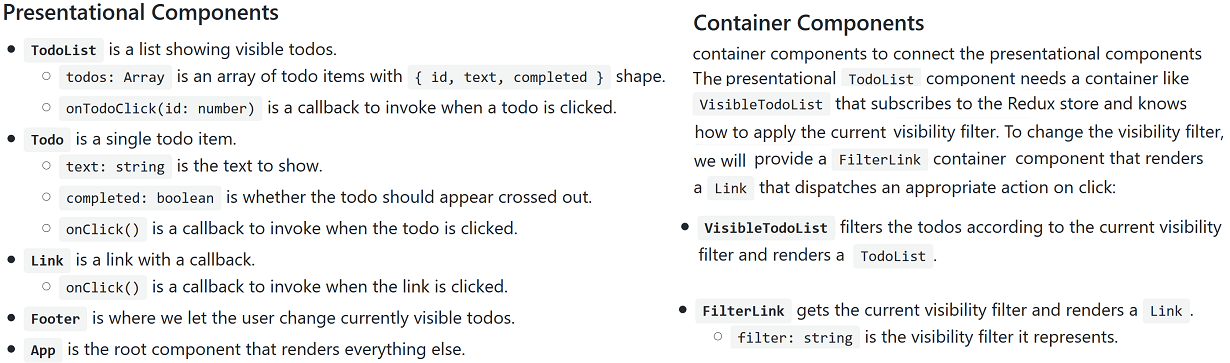 Presentational Components
• TodoList is a list showing visible todos.
○ todos: Array is an array of todo items with { id, text, completed } shape.
○ onTodoClick(id: number) is a callback to invoke when a todo is clicked.
• Todo is a single todo item.
○ text: string is the text to show.
○ completed: boolean is whether the todo should appear crossed out.
○ onClick() is a callback to invoke when the todo is clicked.
• Link is a link with a callback.
○ onClick() is a callback to invoke when the link is clicked.
• Footer is where we let the user change currently visible todos.
• App is the root component that renders everything else.
Container Components
container components to connect the presentational components
The presentational TodoList component needs a container like
VisibleTodoList that subscribes to the Redux store and knows
how to apply the current visibility filter. To change the visibility filter,
we will provide a FilterLink container component that renders
a Link that dispatches an appropriate action on click:
• VisibleTodoList filters the todos according to the current visibility
filter and renders a TodoList.
• FilterLink gets the current visibility filter and renders a Link.
○ filter: string is the visibility filter it represents.